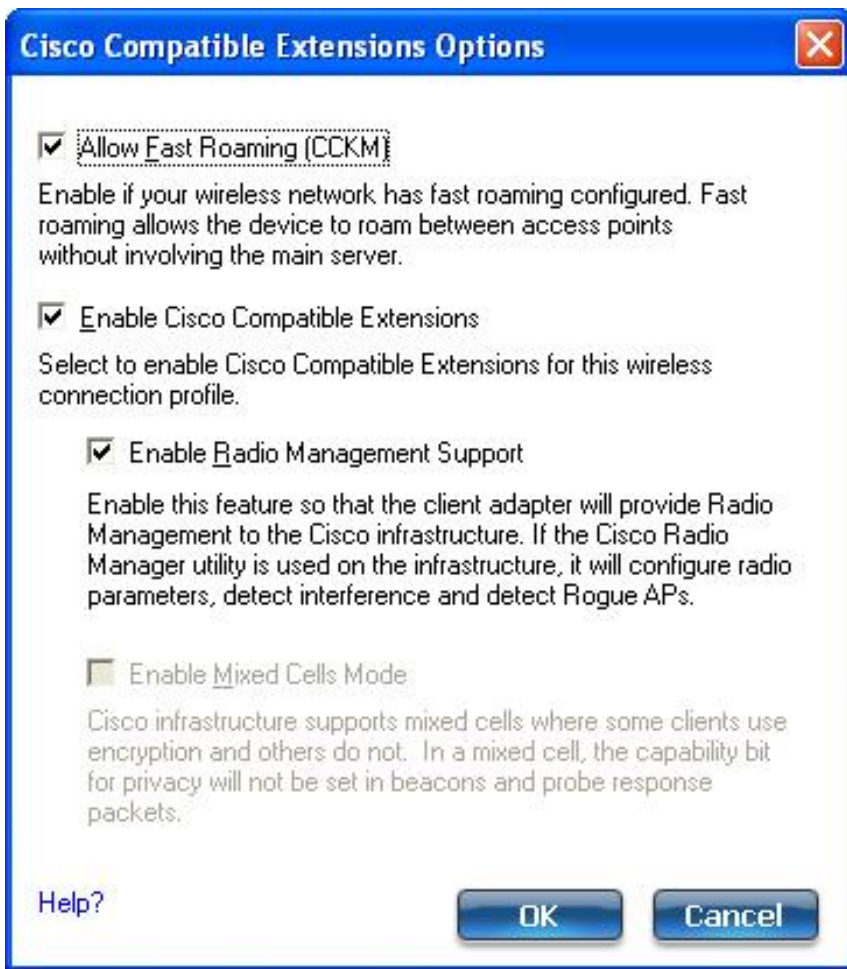 Cisco Compatible Extensions Options
Allow Fast Roaming (CCKM)
Enable if your wireless network has fast roaming configured. Fast
roaming allows the device to roam between access points
without involving the main server.
Enable Cisco Compatible Extensions
Select to enable Cisco Compatible Extensions for this wireless
connection profile.
Enable Radio Management Support
Enable this feature so that the client adapter will provide Radio
Management to the Cisco infrastructure. If the Cisco Radio
Manager utility is used on the infrastructure, it will configure radio
parameters, detect interference and detect Rogue APs.
Enable Mixed Cells Mode
Cisco infrastructure supports mixed cells where some clients use
encryption and others do not.  In a mixed cell, the capability bit
for privacy will not be set in beacons and probe response
packets.
Help?
OK
Cancel